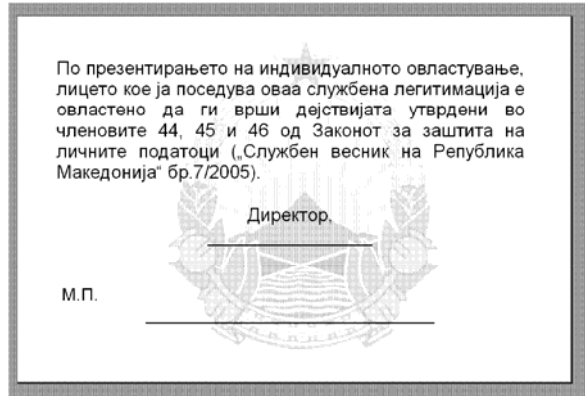 По презентирањето на индивидуалното овластување,
лицето кое ја поседува оваа службена легитимација е
овластено да ги врши дејствијата утврдени во
членовите 44, 45 и 46 од Законот за заштита на
личните податоци („Службен весник на Република
Македонија“ бр.7/2005).
Директор,
М.П.